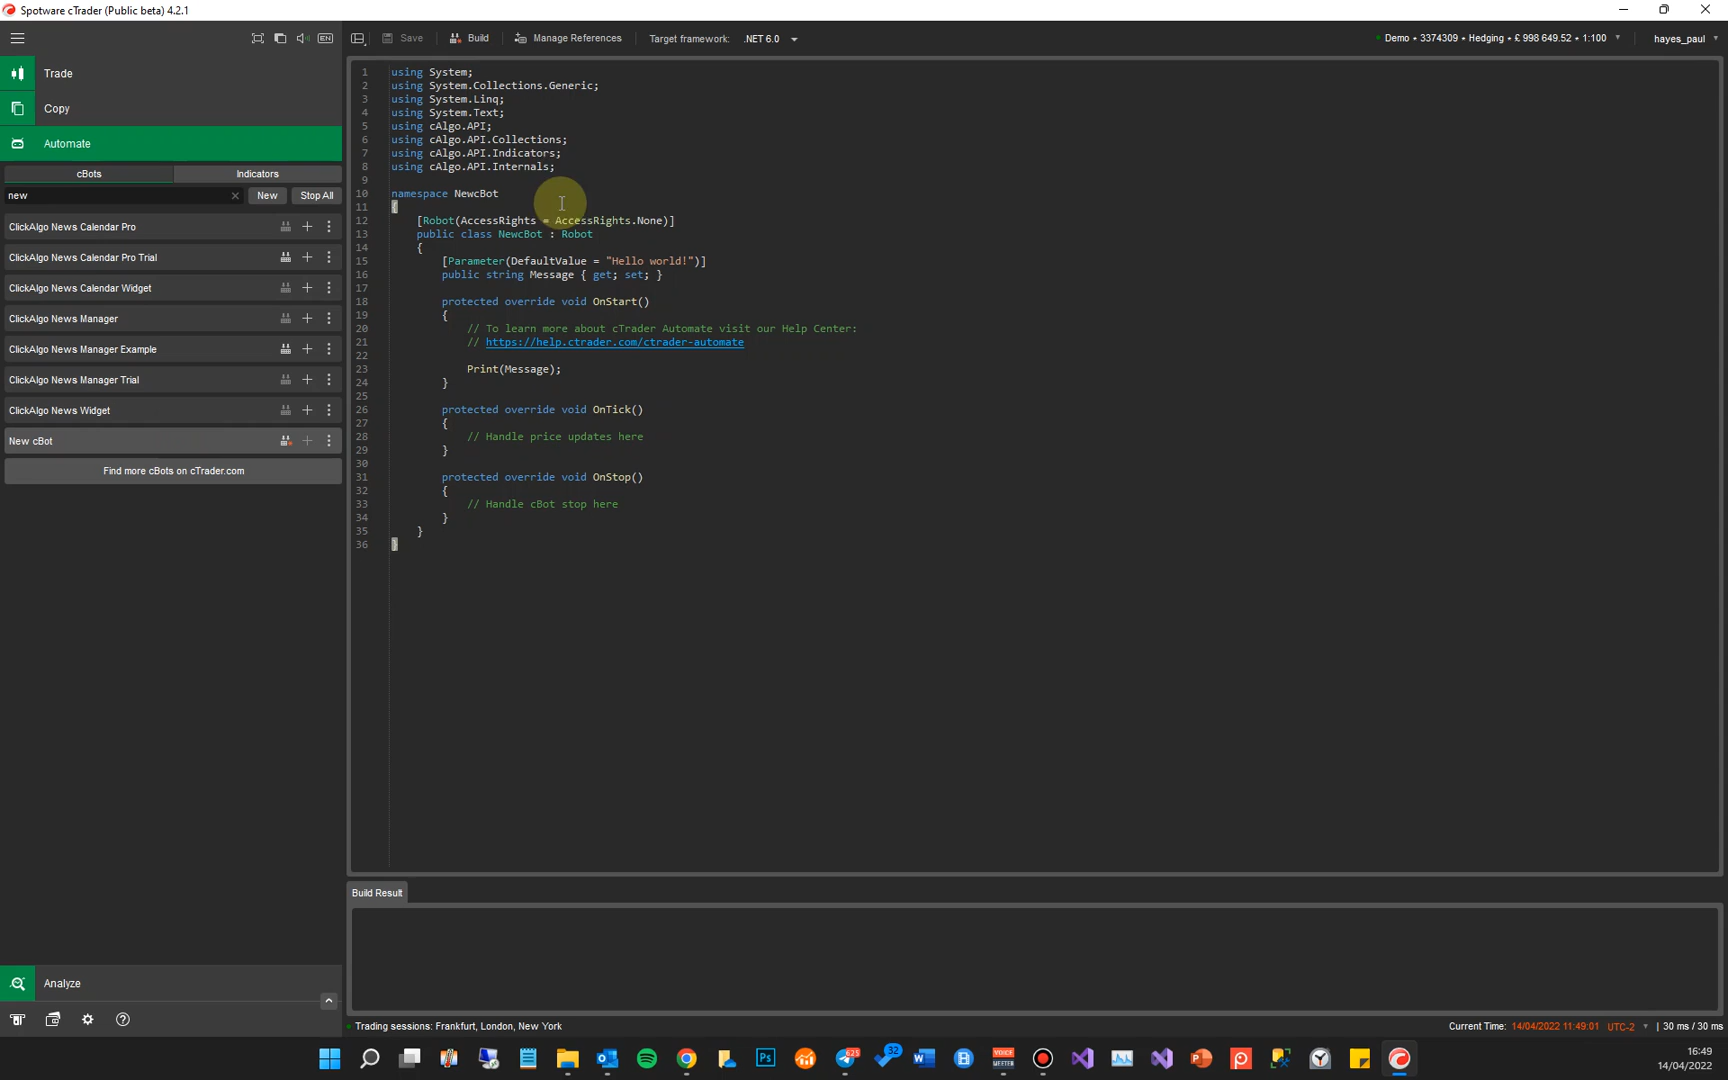 Spotware cTrader (Public beta) 4.2.1
EN
Save
Build
Manage References
Target framework:
.NET 6.0
Demo • 3374309 • Hedging • £ 998 649.52 • 1:100
hayes_paul
Trade
Copy
Automate
cBots
Indicators
new
New
Stop All
ClickAlgo News Calendar Pro
ClickAlgo News Calendar Pro Trial
ClickAlgo News Calendar Widget
ClickAlgo News Manager
ClickAlgo News Manager Example
ClickAlgo News Manager Trial
ClickAlgo News Widget
New cBot
Find more cBots on cTrader.com
Analyze
1 using System;
2 using System.Collections.Generic;
3 using System.Linq;
4 using System.Text;
5 using cAlgo.API;
6 using cAlgo.API.Collections;
7 using cAlgo.API.Indicators;
8 using cAlgo.API.Internals;
9
10 namespace NewcBot
11 {
12 [Robot(AccessRights = AccessRights.None)]
13 public class NewcBot : Robot
14 {
15 [Parameter(DefaultValue = "Hello world!")]
16 public string Message { get; set; }
17
18 protected override void OnStart()
19 {
20 // To learn more about cTrader Automate visit our Help Center:
21 // https://help.ctrader.com/ctrader-automate
22
23 Print(Message);
24 }
25
26 protected override void OnTick()
27 {
28 // Handle price updates here
29 }
30
31 protected override void OnStop()
32 {
33 // Handle cBot stop here
34 }
35 }
36 }
Build Result
Trading sessions: Frankfurt, London, New York
Current Time: 14/04/2022 11:49:01 UTC-2 | 30 ms / 30 ms
Ps
625
32
VOICE
MEETER
16:49
14/04/2022